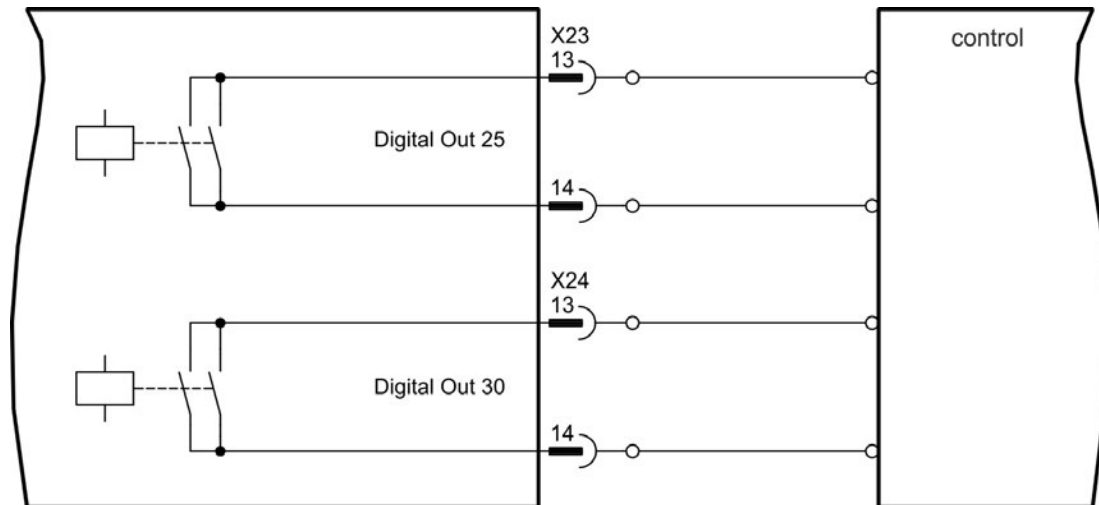 X23
control
13
Digital Out 25
14
X24
13
Digital Out 30
14